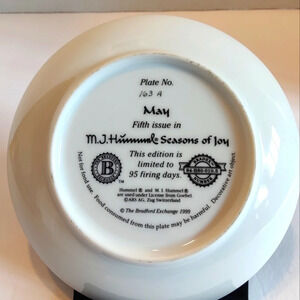 Plate No.
163 A
May
Fifth issue in
M.J.Hummel® Seasons of Joy
This edition is
limited to
95 firing days.
B
Hummel® and M. I. Hummel®
are used under License from Goebel.
©ARS AG, Zug Switzerland
© The Bradford Exchange 1999
Not for food use. Food consumed from this plate may be harmful. Decorative art object